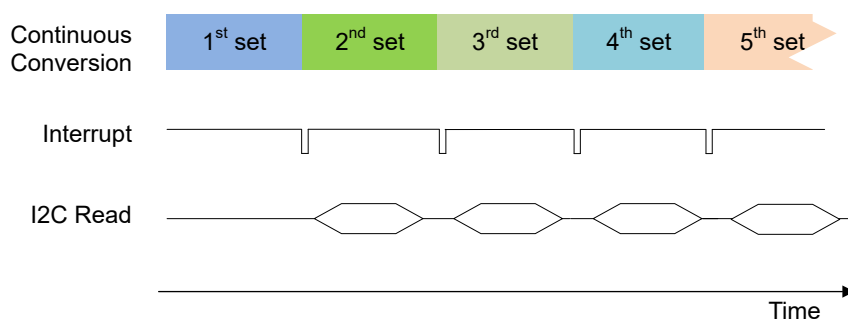 Continuous
Conversion
1st set
2nd set
3rd set
4th set
5th set
Interrupt
I2C Read
Time